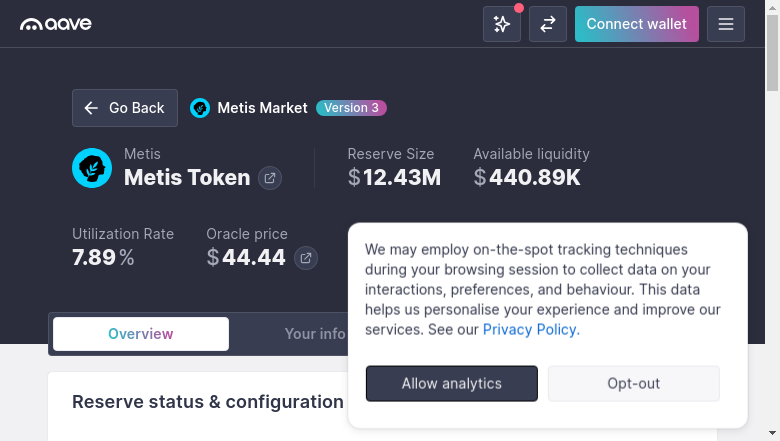 aave
Connect wallet
Go Back
Metis Market
Version 3
Metis
Metis Token
Reserve Size
$12.43M
Available liquidity
$440.89K
Utilization Rate
7.89%
Oracle price
$44.44
We may employ on-the-spot tracking techniques
during your browsing session to collect data on your
interactions, preferences, and behaviour. This data
helps us personalise your experience and improve our
services. See our Privacy Policy.
Allow analytics
Opt-out
Overview
Your info
Reserve status & configuration